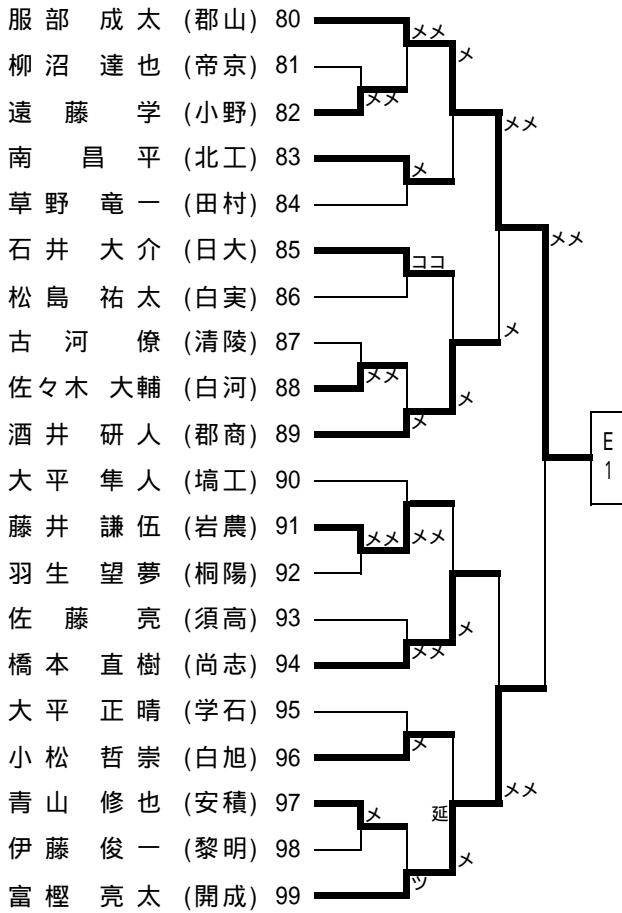 服部 成太 (郡山) 80
メメ
メ
柳沼 達也 (帝京) 81
メメ
遠藤 学 (小野) 82
メメ
南 昌平 (北工) 83
メ
草野 竜一 (田村) 84
メメ
石井 大介 (日大) 85
ココ
松島 祐太 (白実) 86
メ
古河 僚 (清陵) 87
メメ
佐々木 大輔 (白河) 88
メ
メ
酒井 研人 (郡商) 89
E
1
大平 隼人 (塙工) 90
藤井 謙伍 (岩農) 91
メメ
メメ
羽生 望夢 (桐陽) 92
佐藤 亮 (須高) 93
メ
メメ
橋本 直樹 (尚志) 94
大平 正晴 (学石) 95
メ
小松 哲崇 (白旭) 96
メメ
青山 修也 (安積) 97
メ
延
伊藤 俊一 (黎明) 98
メ
ツ
富樫 亮太 (開成) 99